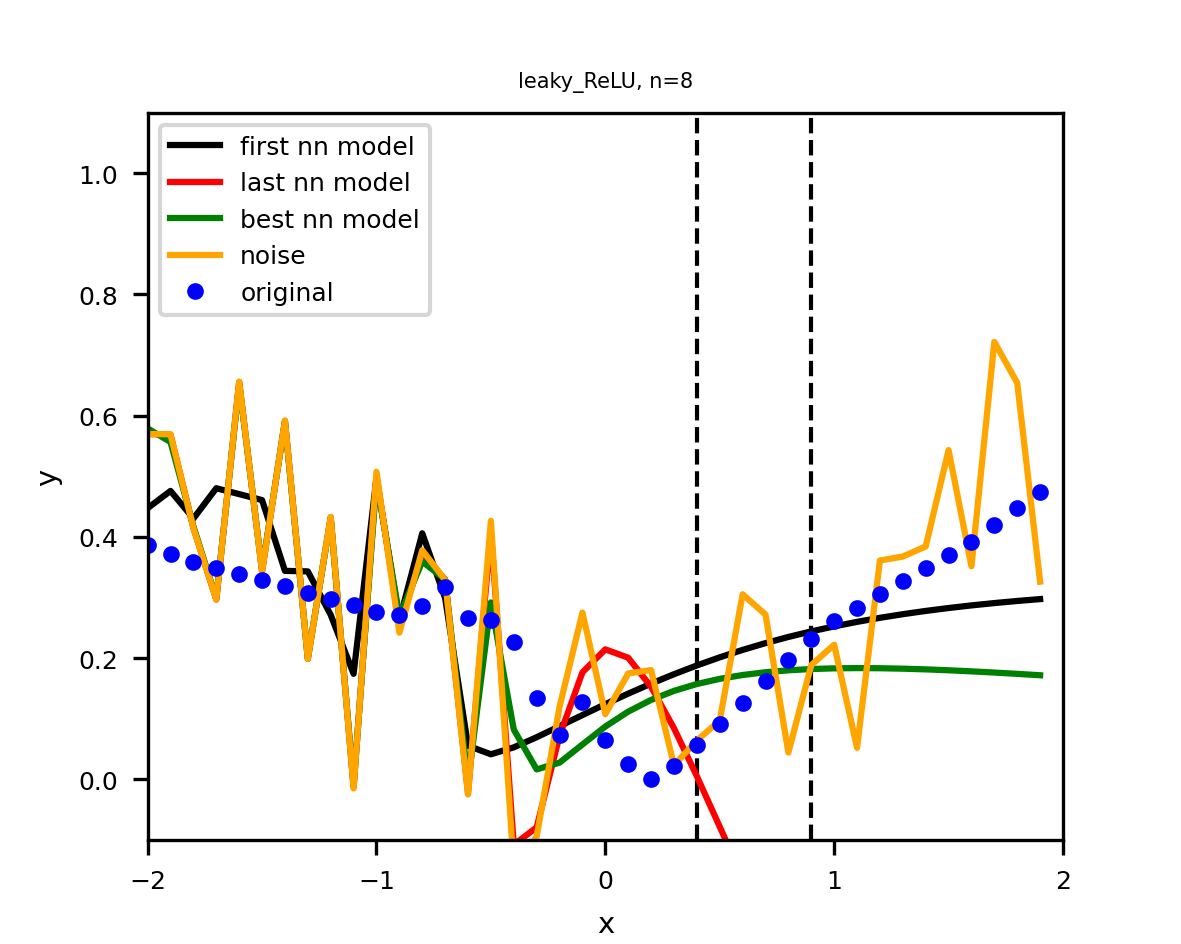 leaky_ReLU, n=8
first nn model
last nn model
best nn model
noise
original
1.0
0.8
0.6
0.4
0.2
0.0
y
−2 −1 0 1 2
x